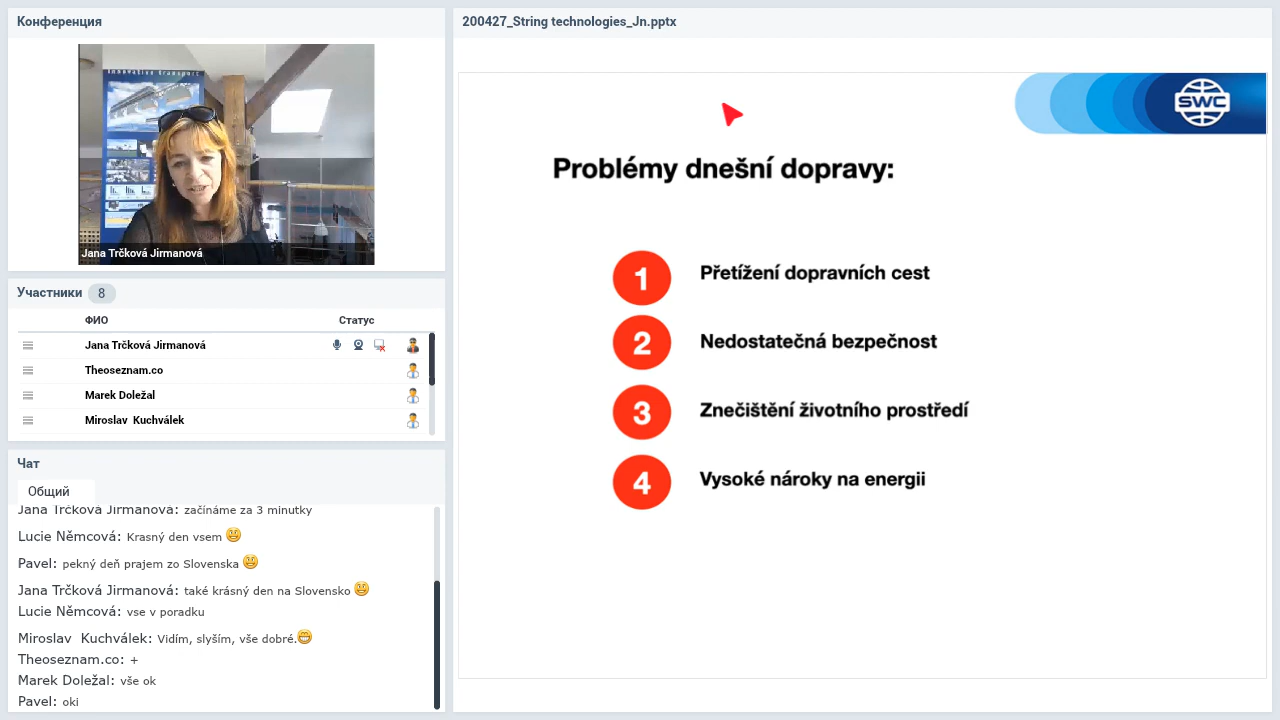 Конференция
Innovative Transport
Jana Trčková Jirmanová
Участники 8
ФИО Статус
Jana Trčková Jirmanová
Theoseznam.co
Marek Doležal
Miroslav Kuchválek
Чат
Общий
Jana Trčková Jirmanová: začínáme za 3 minutky
Lucie Němcová: Krasný den vsem
Pavel: pekný deň prajem zo Slovenska
Jana Trčková Jirmanová: také krásný den na Slovensko
Lucie Němcová: vse v poradku
Miroslav Kuchválek: Vidím, slyším, vše dobré.
Theoseznam.co: +
Marek Doležal: vše ok
Pavel: oki
200427_String technologies_Jn.pptx
SWC
Problémy dnešní dopravy:
1 Přetížení dopravních cest
2 Nedostatečná bezpečnost
3 Znečištění životního prostředí
4 Vysoké nároky na energii